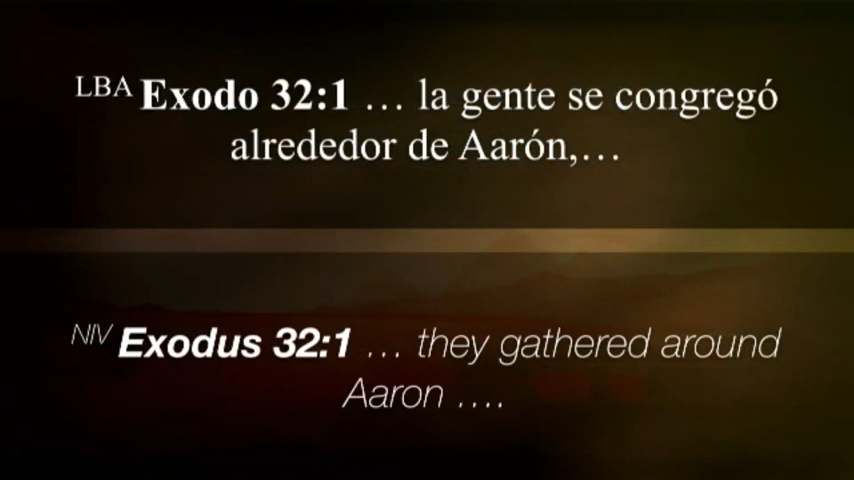 LBA Exodo 32:1 … la gente se congregó
alrededor de Aarón,…
NIV Exodus 32:1 … they gathered around
Aaron ….